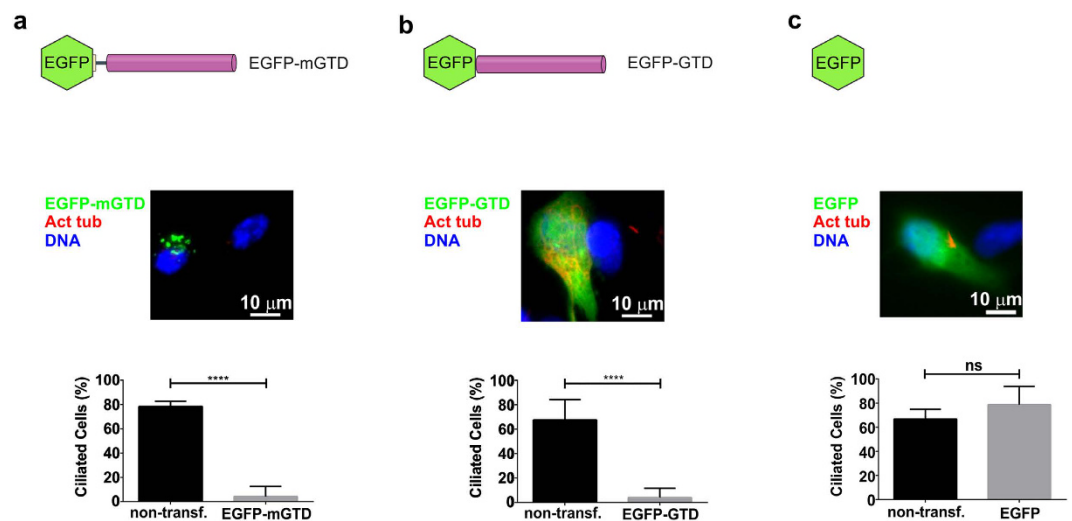 a
EGFP
EGFP-mGTD
b
EGFP
EGFP-GTD
c
EGFP
EGFP-mGTD
Act tub
DNA
10 μm
EGFP-GTD
Act tub
DNA
10 μm
EGFP
Act tub
DNA
10 μm
Ciliated Cells (%)
100
80
60
40
20
0
****
non-transf.
EGFP-mGTD
Ciliated Cells (%)
100
80
60
40
20
0
****
non-transf.
EGFP-GTD
Ciliated Cells (%)
100
80
60
40
20
0
ns
non-transf.
EGFP